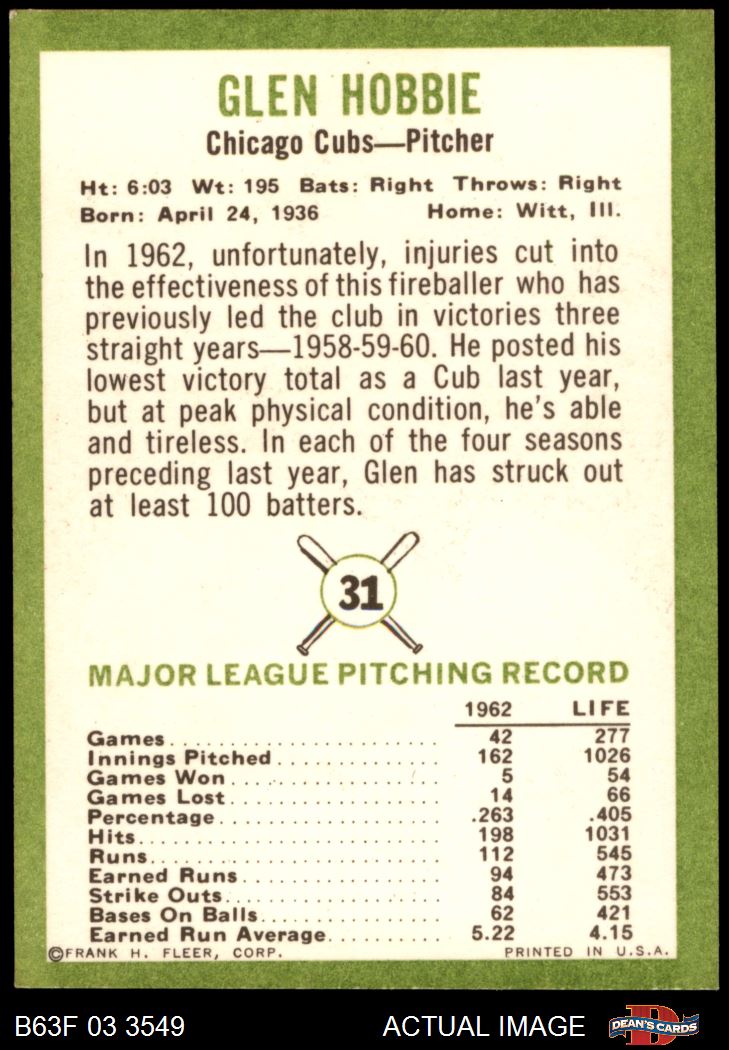 GLEN HOBBIE
Chicago Cubs—Pitcher
Ht: 6:03 Wt: 195 Bats: Right Throws: Right
Born: April 24, 1936 Home: Witt, Ill.
In 1962, unfortunately, injuries cut into
the effectiveness of this fireballer who has
previously led the club in victories three
straight years—1958-59-60. He posted his
lowest victory total as a Cub last year,
but at peak physical condition, he's able
and tireless. In each of the four seasons
preceding last year, Glen has struck out
at least 100 batters.
31
MAJOR LEAGUE PITCHING RECORD
1962 LIFE
Games 42 277
Innings Pitched 162 1026
Games Won 5 54
Games Lost 14 66
Percentage .263 .405
Hits 198 1031
Runs 112 545
Earned Runs 94 473
Strike Outs 84 553
Bases On Balls 62 421
Earned Run Average 5.22 4.15
©FRANK H. FLEER, CORP. PRINTED IN U.S.A.
B63F 03 3549 ACTUAL IMAGE D DEAN'S CARDS